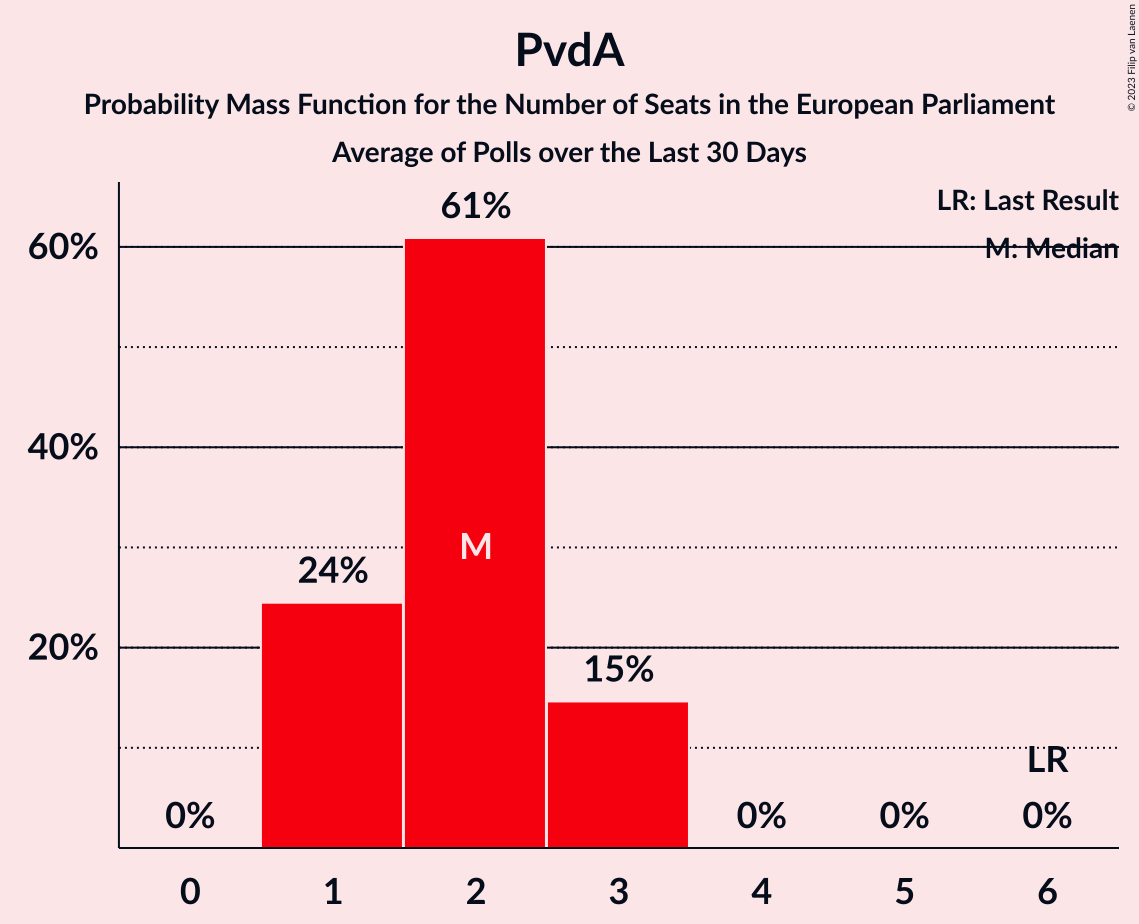 PvdA
Probability Mass Function for the Number of Seats in the European Parliament
Average of Polls over the Last 30 Days
© 2023 Filip van Laenen
LR: Last Result
M: Median
61%
60%
40%
M
24%
20%
15%
LR
0%
0%
0%
0%
0
1
2
3
4
5
6